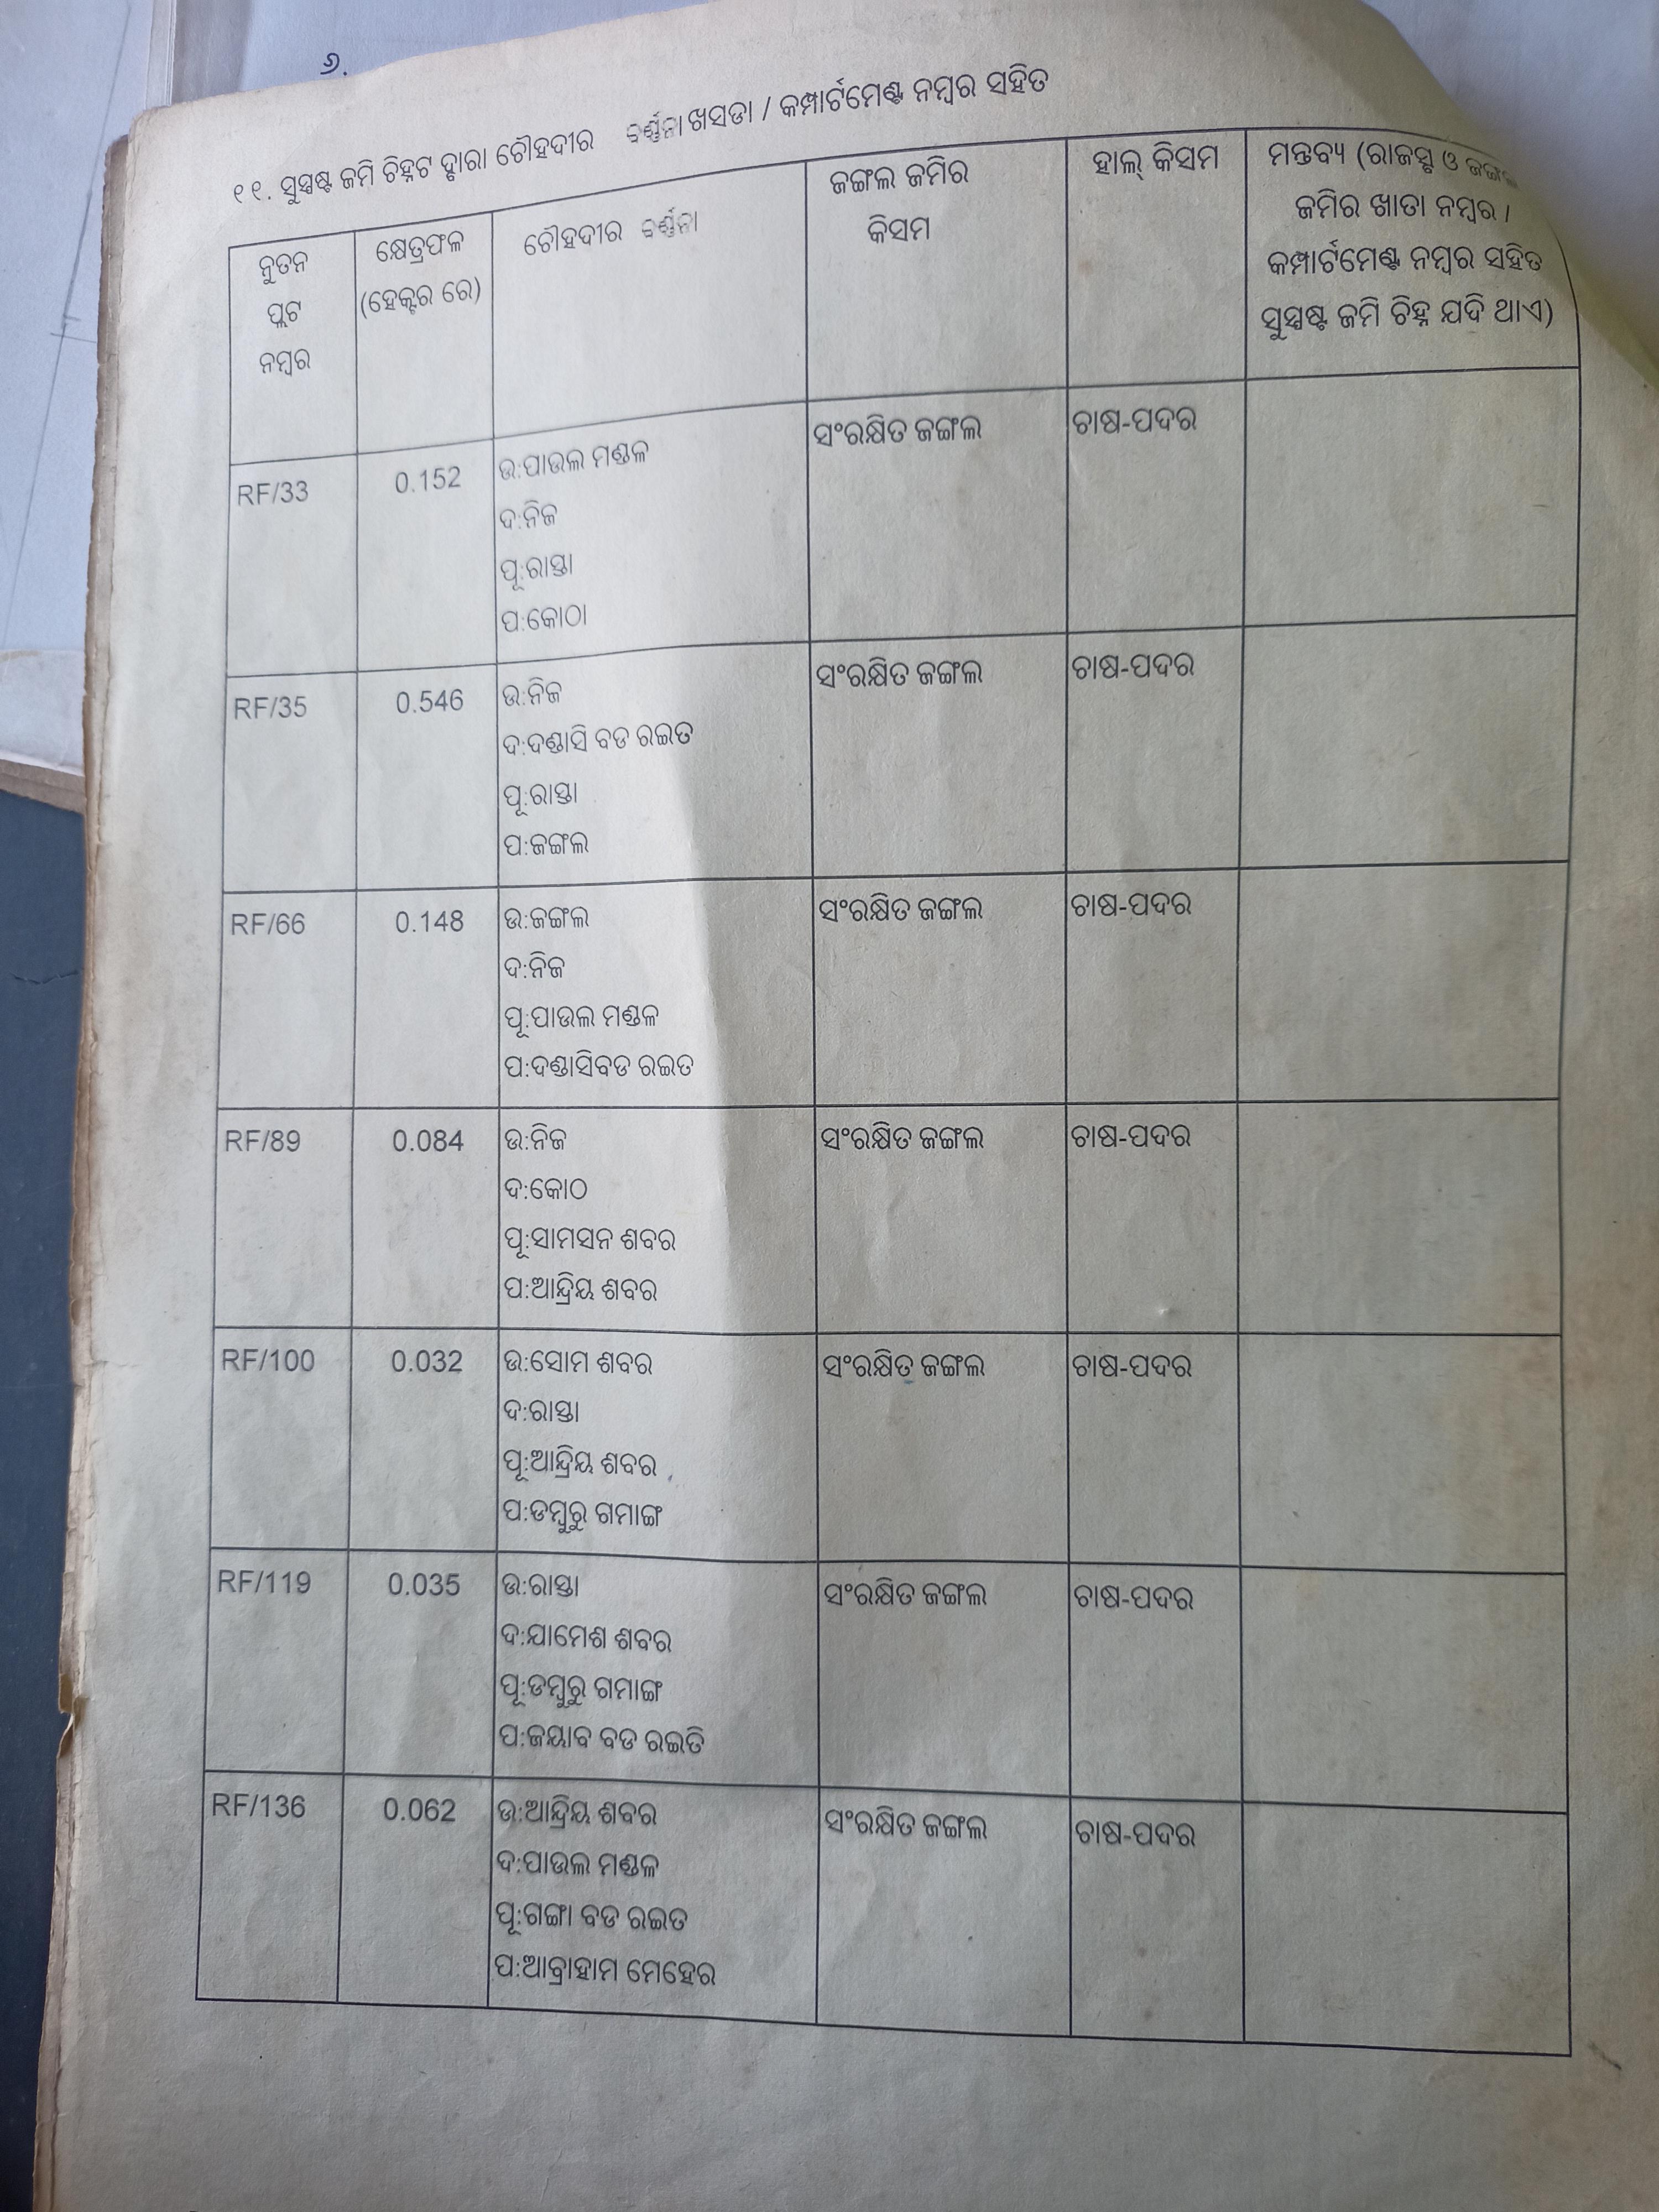 ୬.
୧୧. ସୁସ୍ପଷ୍ଟ ଜମି ଚିହ୍ନଟ ଦ୍ବାରା ଚୌହଦୀର ବର୍ଣ୍ଣନା ଖସଡା / କମ୍ପାର୍ଟମେଣ୍ଟ ନମ୍ବର ସହିତ
ନୁତନ ପ୍ଲଟ ନମ୍ବର
କ୍ଷେତ୍ରଫଳ (ହେକ୍ଟର ରେ)
ଚୌହଦୀର ବର୍ଣ୍ଣନା
ଜଙ୍ଗଲ ଜମିର କିସମ
ହାଲ୍ କିସମ
ମନ୍ତବ୍ୟ (ରାଜସ୍ବ ଓ ଜଙ୍ଗଲ
ଜମିର ଖାତା ନମ୍ବର /
କମ୍ପାର୍ଟମେଣ୍ଟ ନମ୍ବର ସହିତ
ସୁସ୍ପଷ୍ଟ ଜମି ଚିହ୍ନ ଯଦି ଥାଏ)
RF/33 0.152 ଉ:ପାଉଲ ମଣ୍ଡଳ ସଂରକ୍ଷିତ ଜଙ୍ଗଲ ଚାଷ-ପଦର
ଦ:ନିଜ
ପୂ:ରାସ୍ତା
ପ:କୋଠା
RF/35 0.546 ଉ:ନିଜ ସଂରକ୍ଷିତ ଜଙ୍ଗଲ ଚାଷ-ପଦର
ଦ:ଦଣ୍ଡାସି ବଡ ରଇତ
ପୂ:ରାସ୍ତା
ପ:ଜଙ୍ଗଲ
RF/66 0.148 ଉ:ଜଙ୍ଗଲ ସଂରକ୍ଷିତ ଜଙ୍ଗଲ ଚାଷ-ପଦର
ଦ:ନିଜ
ପୂ:ପାଉଲ ମଣ୍ଡଳ
ପ:ଦଣ୍ଡାସିବଡ ରଇତ
RF/89 0.084 ଉ:ନିଜ ସଂରକ୍ଷିତ ଜଙ୍ଗଲ ଚାଷ-ପଦର
ଦ:କୋଠ
ପୂ:ସାମସନ ଶବର
ପ:ଆନ୍ଦ୍ରିୟ ଶବର
RF/100 0.032 ଉ:ସୋମ ଶବର ସଂରକ୍ଷିତ ଜଙ୍ଗଲ ଚାଷ-ପଦର
ଦ:ରାସ୍ତା
ପୂ:ଆନ୍ଦ୍ରିୟ ଶବର
ପ:ଡମ୍ବୁରୁ ଗମାଙ୍ଗ
RF/119 0.035 ଉ:ରାସ୍ତା ସଂରକ୍ଷିତ ଜଙ୍ଗଲ ଚାଷ-ପଦର
ଦ:ଯାମେଶ ଶବର
ପୂ:ଡମ୍ବୁରୁ ଗମାଙ୍ଗ
ପ:ଜୟାବ ବଡ ରଇତି
RF/136 0.062 ଉ:ଆନ୍ଦ୍ରିୟ ଶବର ସଂରକ୍ଷିତ ଜଙ୍ଗଲ ଚାଷ-ପଦର
ଦ:ପାଉଲ ମଣ୍ଡଳ
ପୂ:ଗଙ୍ଗା ବଡ ରଇତ
ପ:ଆବ୍ରାହାମ ମେହେର